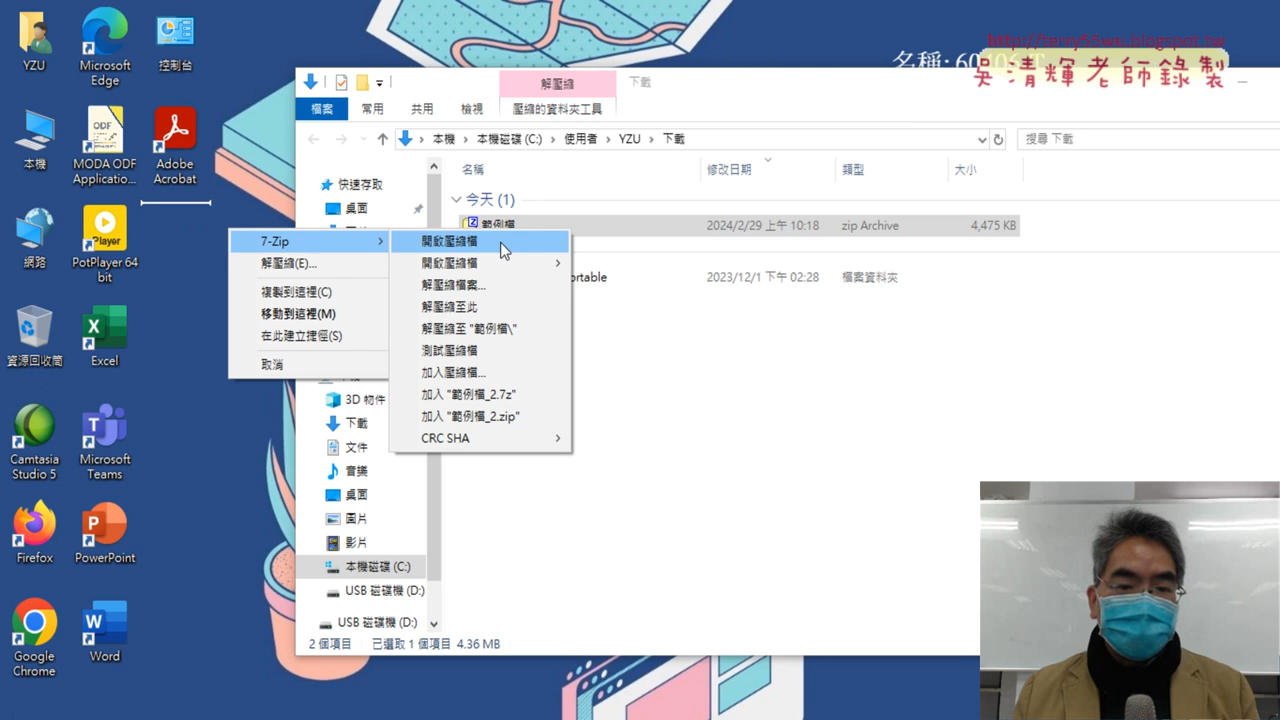 YZU
Microsoft Edge
控制台
本機
MODA ODF Applicatio...
Adobe Acrobat
網路
PotPlayer 64 bit
資源回收筒
Excel
Camtasia Studio 5
Microsoft Teams
Firefox
PowerPoint
Google Chrome
Word
http://terry55wu.blogspot.tw
吳清輝老師錄製
解壓縮
下載
檔案
常用
共用
檢視
壓縮的資料夾工具
本機 › 本機磁碟 (C:) › 使用者 › YZU › 下載
搜尋 下載
名稱
修改日期
類型
大小
快速存取
桌面
今天 (1)
範例檔
2024/2/29 上午 10:18
zip Archive
4,475 KB
2023/12/1 下午 02:28
檔案資料夾
7-Zip
解壓縮(E)...
複製到這裡(C)
移動到這裡(M)
在此建立捷徑(S)
取消
開啟壓縮檔
開啟壓縮檔
解壓縮檔案...
解壓縮至此
解壓縮至 "範例檔\"
測試壓縮檔
加入壓縮檔...
加入 "範例檔_2.7z"
加入 "範例檔_2.zip"
CRC SHA
3D 物件
下載
文件
音樂
桌面
圖片
影片
本機磁碟 (C:)
USB 磁碟機 (D:)
USB 磁碟機 (D:)
2 個項目
已選取 1 個項目 4.36 MB